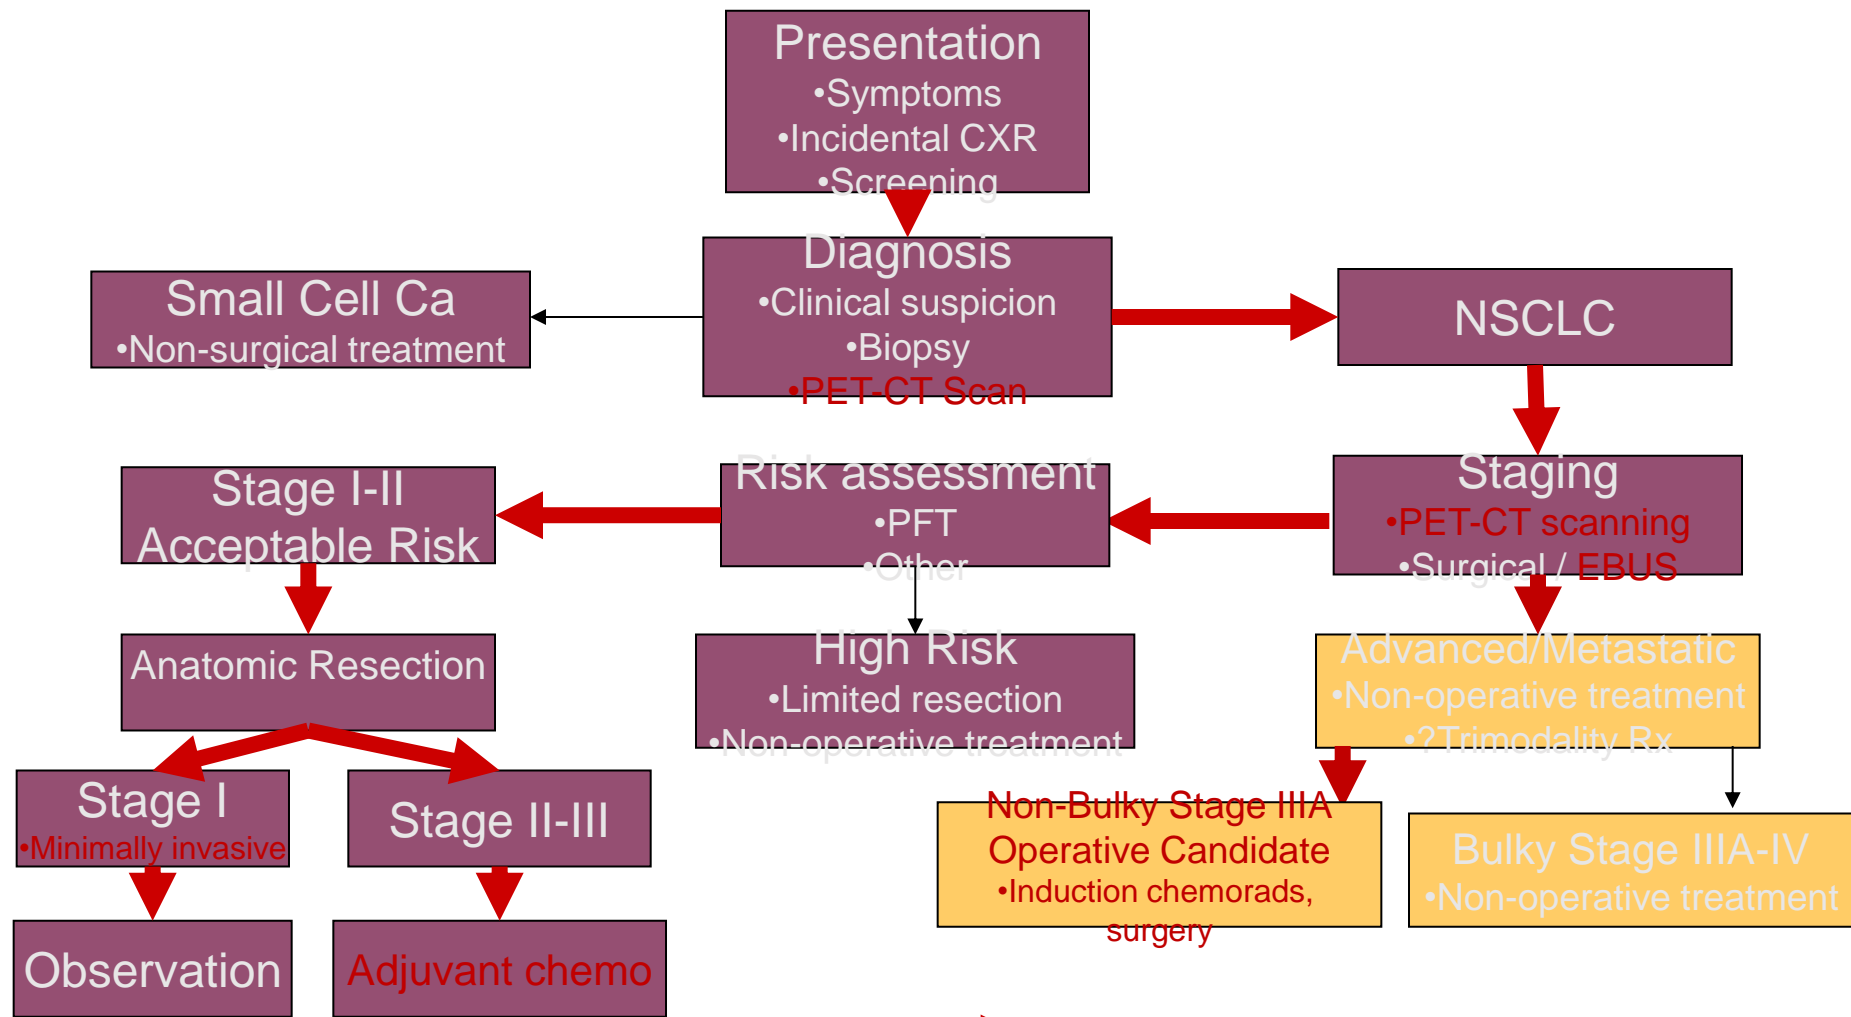 Presentation
•Symptoms
•Incidental CXR
•Screening
Diagnosis
•Clinical suspicion
•Biopsy
•PET-CT Scan
Small Cell Ca
•Non-surgical treatment
NSCLC
Staging
•PET-CT scanning
•Surgical / EBUS
Risk assessment
•PFT
•Other
Stage I-II
Acceptable Risk
Anatomic Resection
High Risk
•Limited resection
•Non-operative treatment
Advanced/Metastatic
•Non-operative treatment
•?Trimodality Rx
Stage I
•Minimally invasive
Stage II-III
Non-Bulky Stage IIIA
Operative Candidate
•Induction chemorads,
surgery
Bulky Stage IIIA-IV
•Non-operative treatment
Observation
Adjuvant chemo